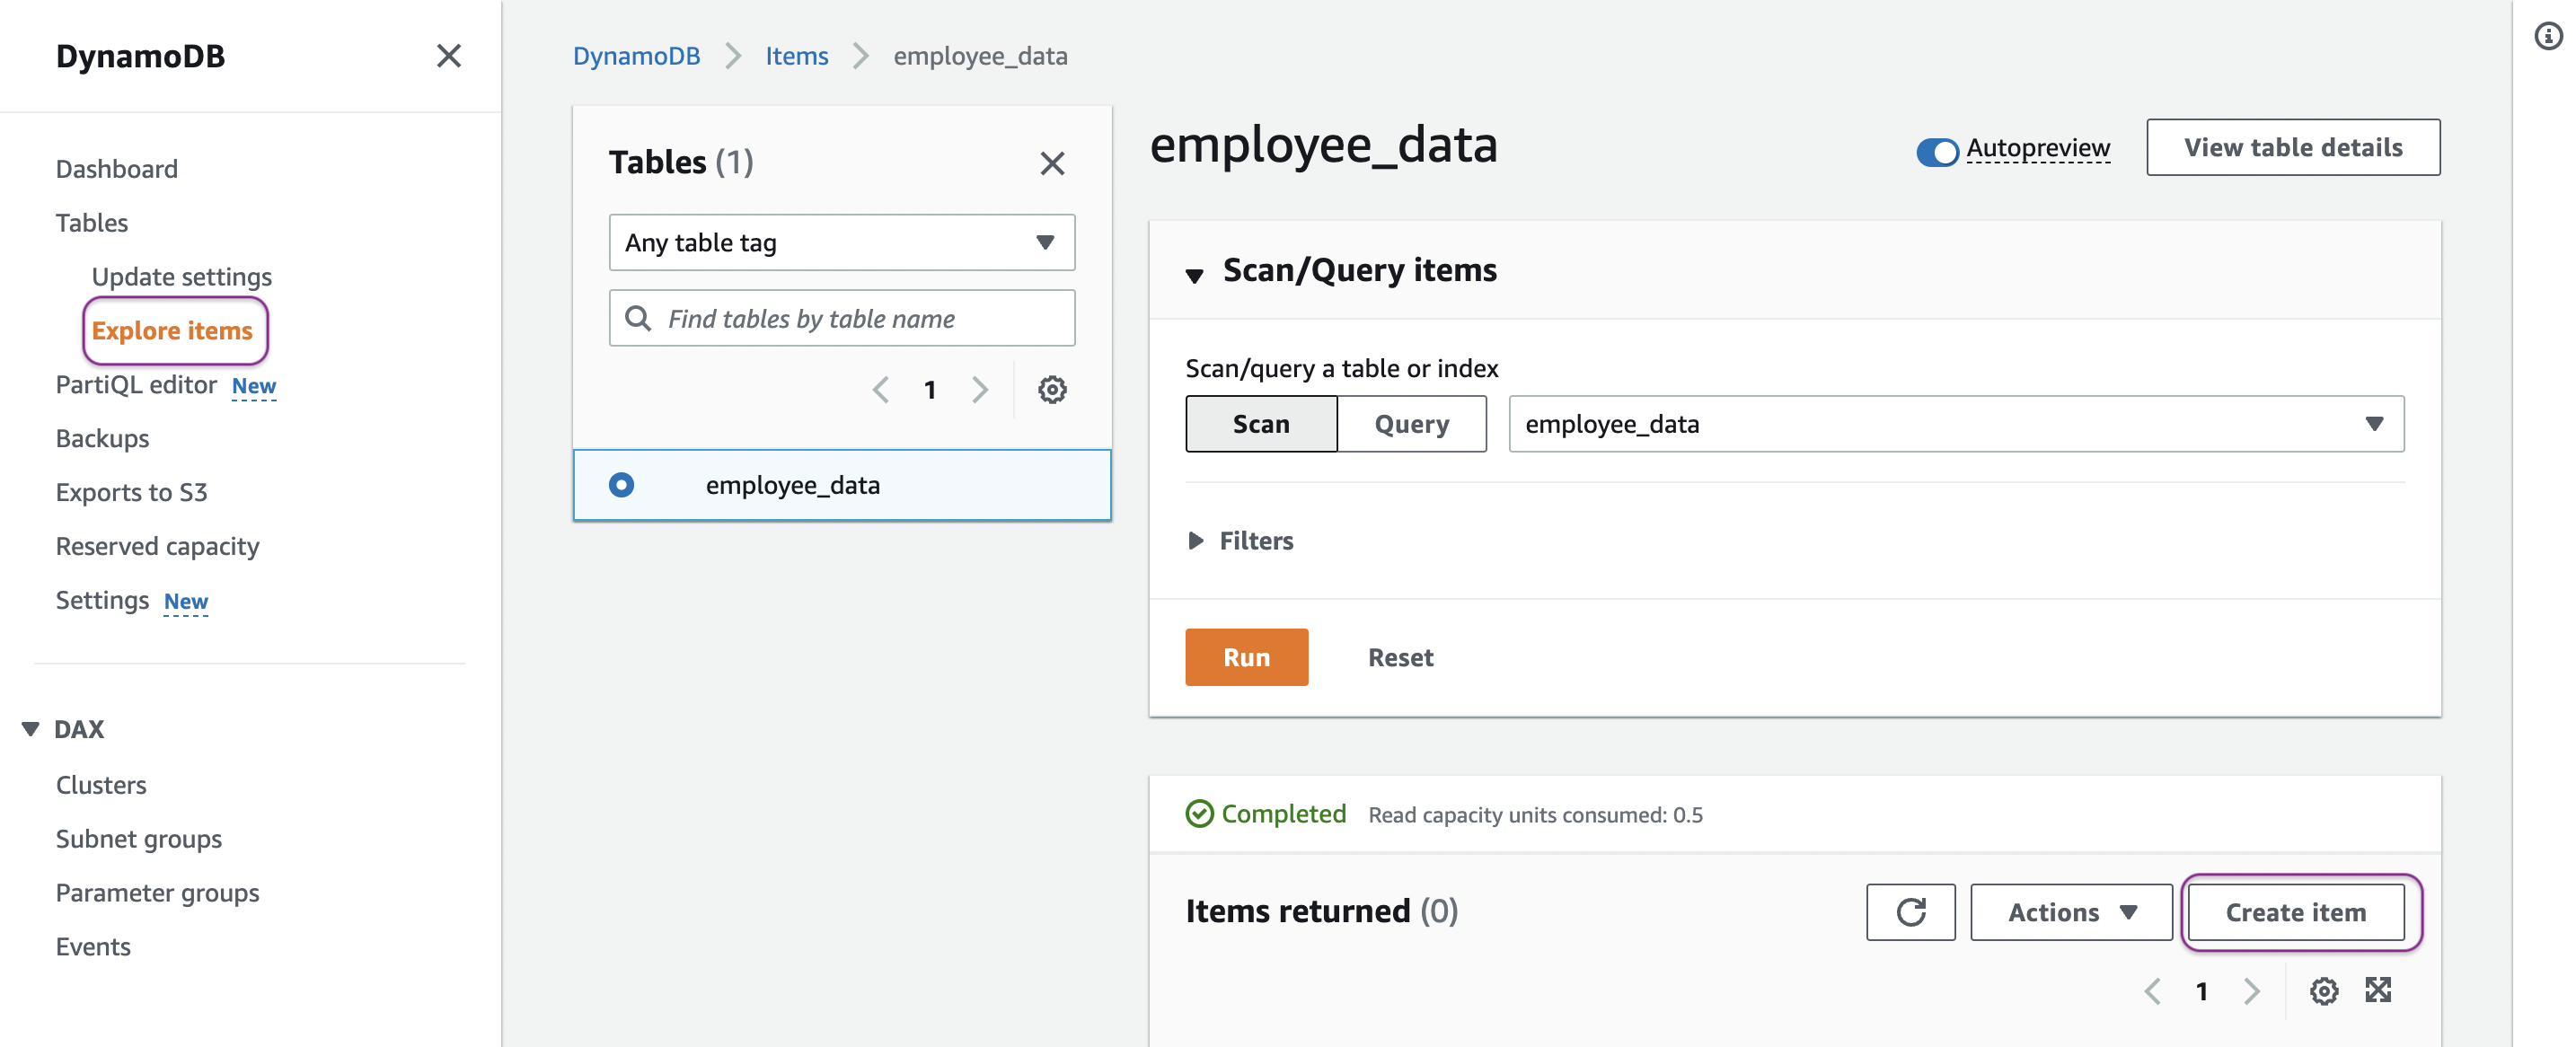 DynamoDB
Dashboard
Tables
Update settings
Explore items
PartiQL editor New
Backups
Exports to S3
Reserved capacity
Settings New
DAX
Clusters
Subnet groups
Parameter groups
Events
DynamoDB Items employee_data
Tables (1)
Any table tag
Find tables by table name
1
employee_data
employee_data
Autopreview
View table details
Scan/Query items
Scan/query a table or index
Scan Query employee_data
Filters
Run Reset
Completed Read capacity units consumed: 0.5
Items returned (0)
Actions Create item
1